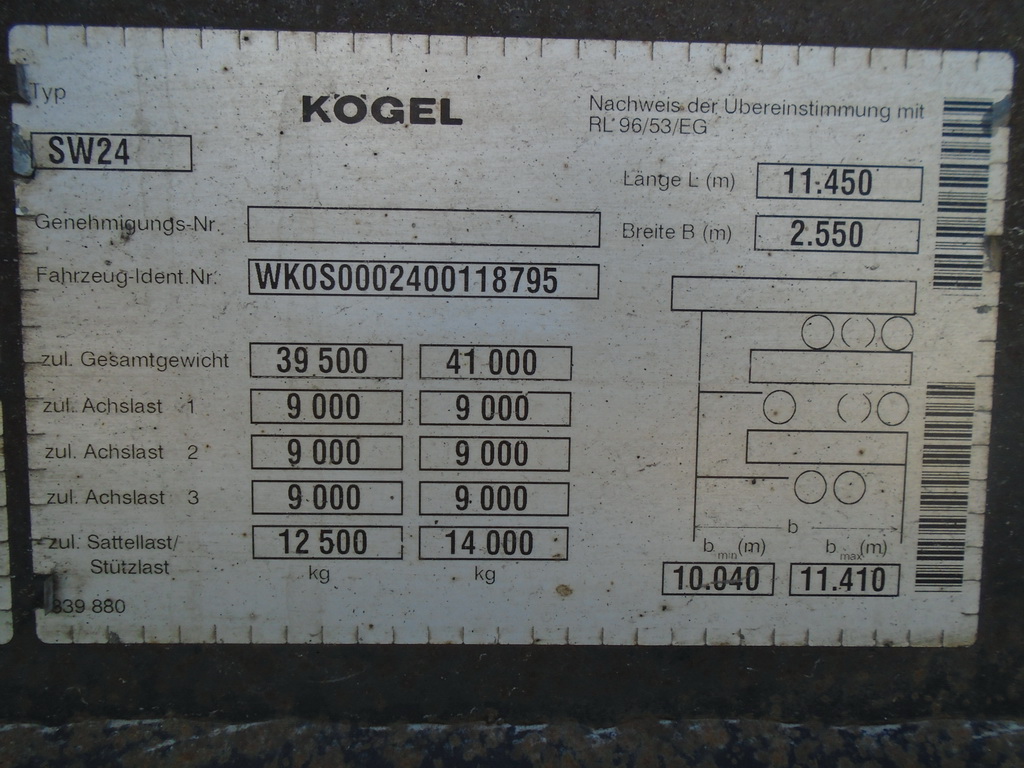 Typ
KÖGEL
Nachweis der Übereinstimmung mit
RL 96/53/EG
SW24
Länge L (m) 11.450
Genehmigungs-Nr.
Breite B (m) 2.550
Fahrzeug-Ident.Nr. WK0S0002400118795
zul. Gesamtgewicht 39 500 41 000
zul. Achslast 1 9 000 9 000
zul. Achslast 2 9 000 9 000
zul. Achslast 3 9 000 9 000
zul. Sattellast/ 12 500 14 000
Stützlast kg kg
b
b min (m) b max (m)
10.040 11.410
839 880